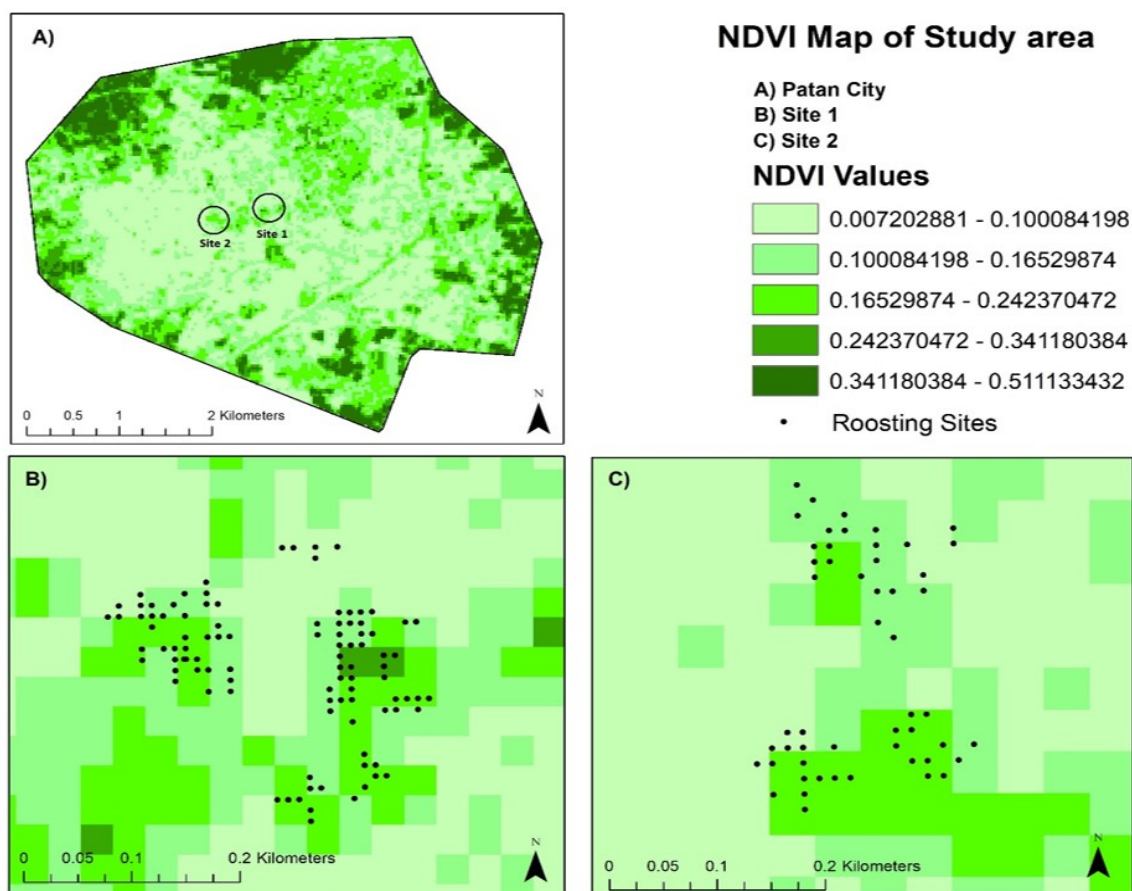 NDVI Map of Study area
A) Patan City
B) Site 1
C) Site 2
NDVI Values
0.007202881 - 0.100084198
0.100084198 - 0.16529874
0.16529874 - 0.242370472
0.242370472 - 0.341180384
0.341180384 - 0.511133432
Roosting Sites
A)
Site 2
Site 1
0 0.5 1 2 Kilometers
N
B)
0 0.05 0.1 0.2 Kilometers
N
C)
0 0.05 0.1 0.2 Kilometers
N